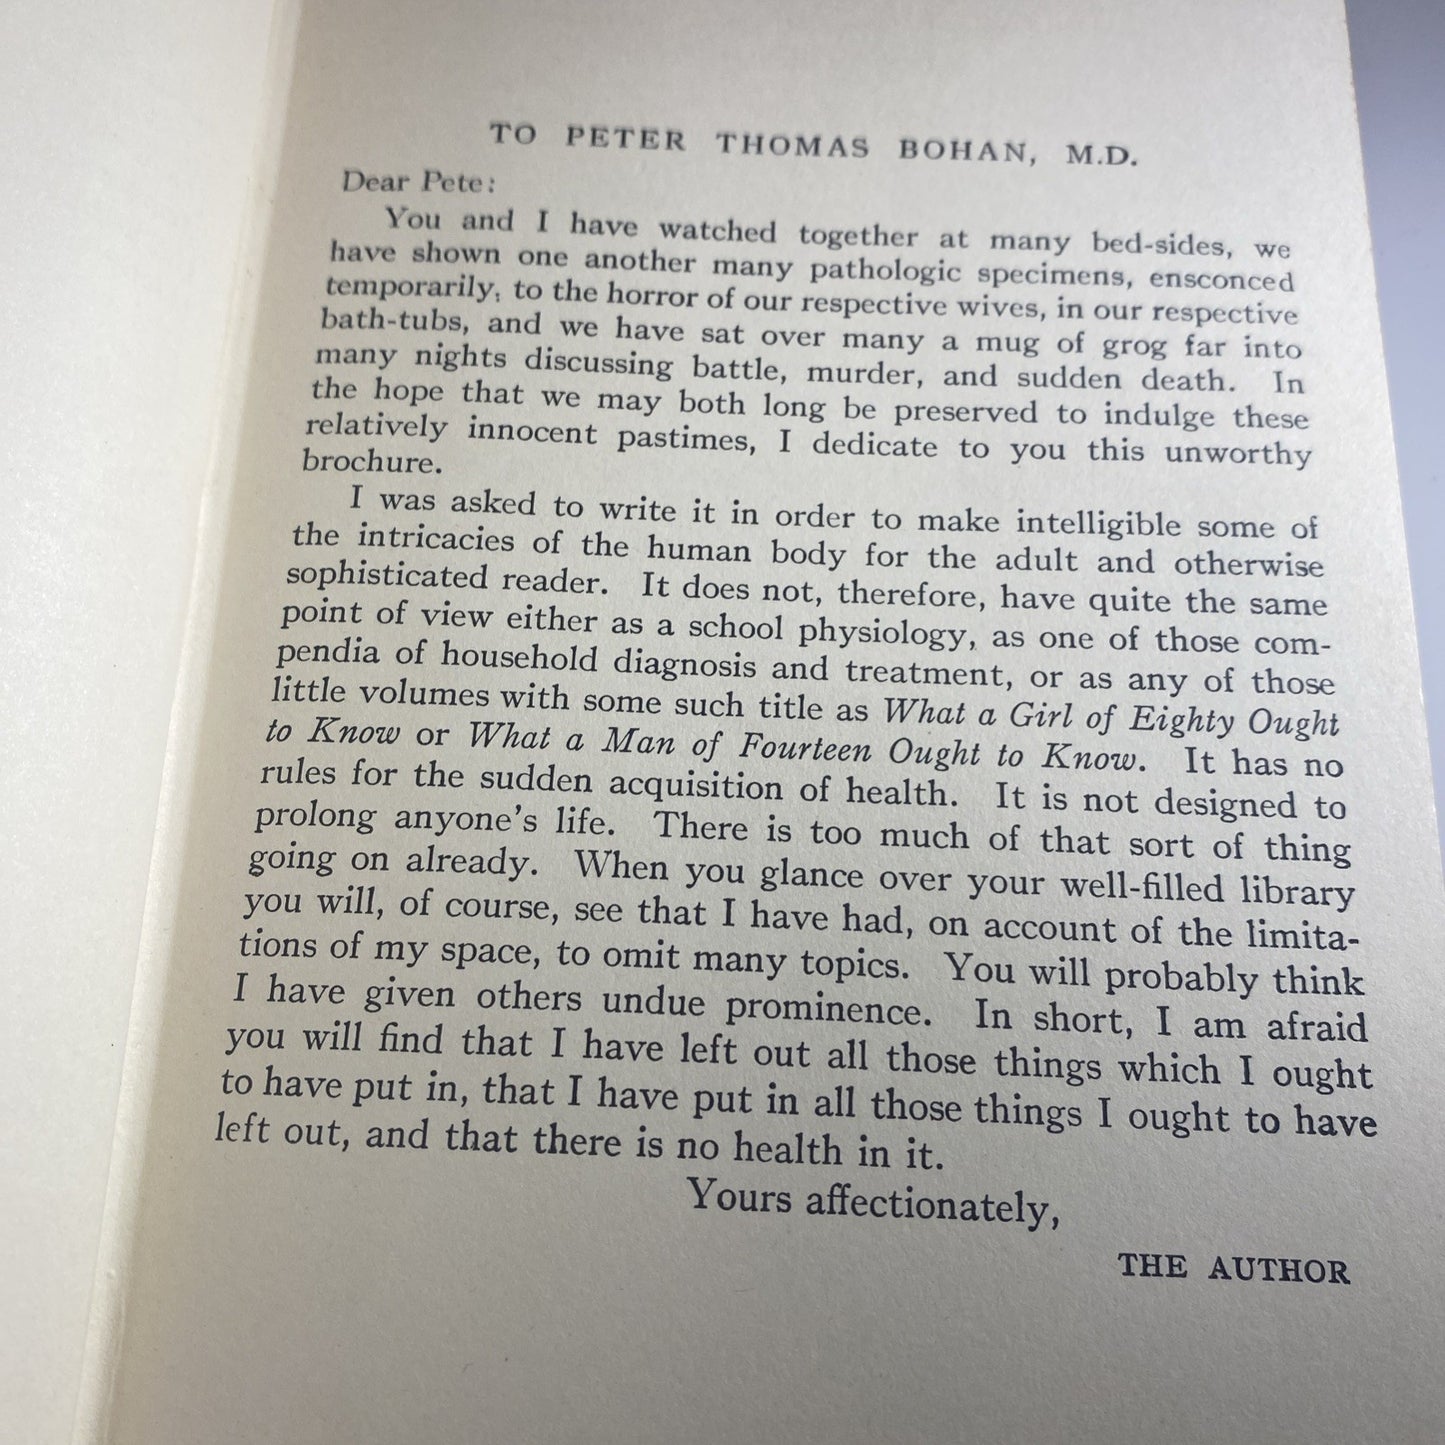 TO PETER THOMAS BOHAN, M.D.
Dear Pete:
You and I have watched together at many bed-sides, we
have shown one another many pathologic specimens, ensconced
temporarily, to the horror of our respective wives, in our respective
bath-tubs, and we have sat over many a mug of grog far into
many nights discussing battle, murder, and sudden death. In
the hope that we may both long be preserved to indulge these
relatively innocent pastimes, I dedicate to you this unworthy
brochure.
I was asked to write it in order to make intelligible some of
the intricacies of the human body for the adult and otherwise
sophisticated reader. It does not, therefore, have quite the same
point of view either as a school physiology, as one of those com-
pendia of household diagnosis and treatment, or as any of those
little volumes with some such title as What a Girl of Eighty Ought
to Know or What a Man of Fourteen Ought to Know. It has no
rules for the sudden acquisition of health. It is not designed to
prolong anyone's life. There is too much of that sort of thing
going on already. When you glance over your well-filled library
you will, of course, see that I have had, on account of the limita-
tions of my space, to omit many topics. You will probably think
I have given others undue prominence. In short, I am afraid
you will find that I have left out all those things which I ought
to have put in, that I have put in all those things I ought to have
left out, and that there is no health in it.
Yours affectionately,
THE AUTHOR